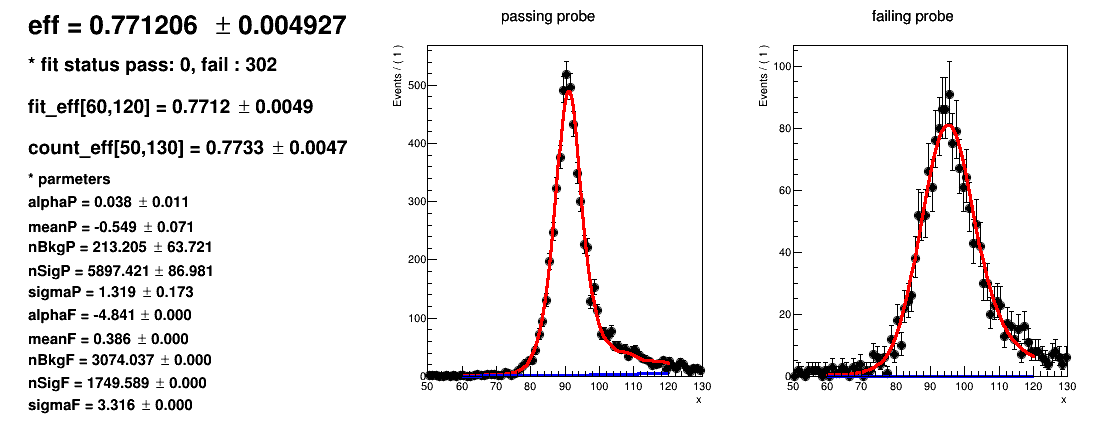 eff = 0.771206 ± 0.004927
* fit status pass: 0, fail : 302
fit_eff[60,120] = 0.7712 ± 0.0049
count_eff[50,130] = 0.7733 ± 0.0047
* parmeters
alphaP = 0.038 ± 0.011
meanP = -0.549 ± 0.071
nBkgP = 213.205 ± 63.721
nSigP = 5897.421 ± 86.981
sigmaP = 1.319 ± 0.173
alphaF = -4.841 ± 0.000
meanF = 0.386 ± 0.000
nBkgF = 3074.037 ± 0.000
nSigF = 1749.589 ± 0.000
sigmaF = 3.316 ± 0.000
passing probe
Events / ( 1 )
500
400
300
200
100
0
50 60 70 80 90 100 110 120 130
x
failing probe
Events / ( 1 )
100
80
60
40
20
0
50 60 70 80 90 100 110 120 130
x